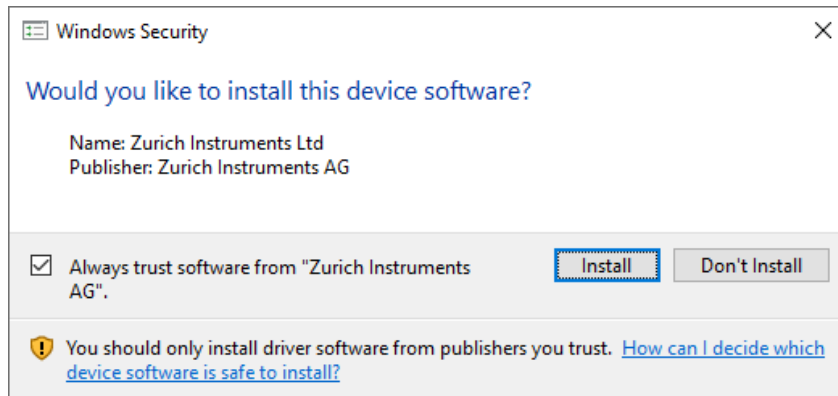 Windows Security
Would you like to install this device software?
Name: Zurich Instruments Ltd
Publisher: Zurich Instruments AG
Always trust software from "Zurich Instruments
AG".
Install
Don't Install
You should only install driver software from publishers you trust. How can I decide which
device software is safe to install?